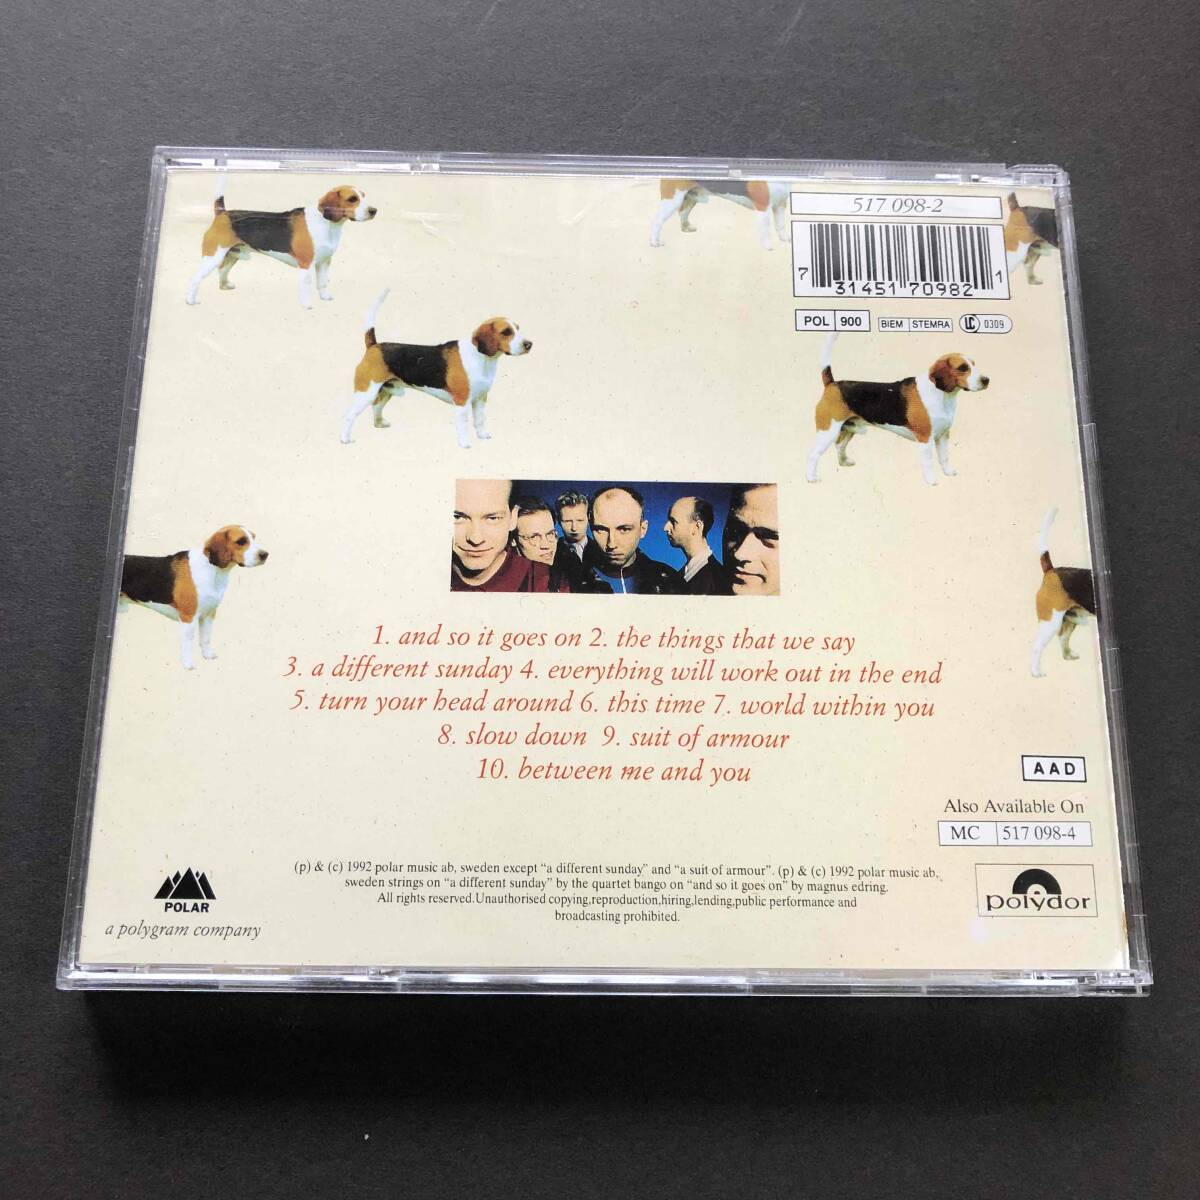 517 098-2
7 31451 70982 1
POL 900 BIEM STEMRA LC 0309
1. and so it goes on 2. the things that we say
3. a different sunday 4. everything will work out in the end
5. turn your head around 6. this time 7. world within you
8. slow down 9. suit of armour
10. between me and you
AAD
Also Available On
MC 517 098-4
(p) & (c) 1992 polar music ab, sweden except “a different sunday” and “a suit of armour”. (p) & (c) 1992 polar music ab,
sweden strings on “a different sunday” by the quartet bango on “and so it goes on” by magnus edring.
All rights reserved.Unauthorised copying,reproduction,hiring,lending,public performance and
broadcasting prohibited.
POLAR
a polygram company
polydor